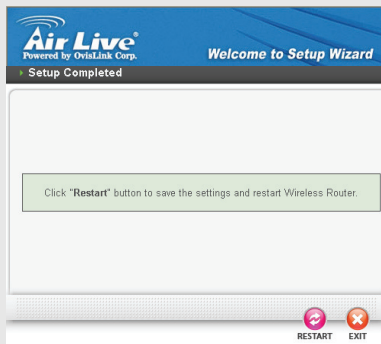 Air Live®
Powered by OvisLink Corp.
Welcome to Setup Wizard
Setup Completed
Click "Restart" button to save the settings and restart Wireless Router.
RESTART EXIT